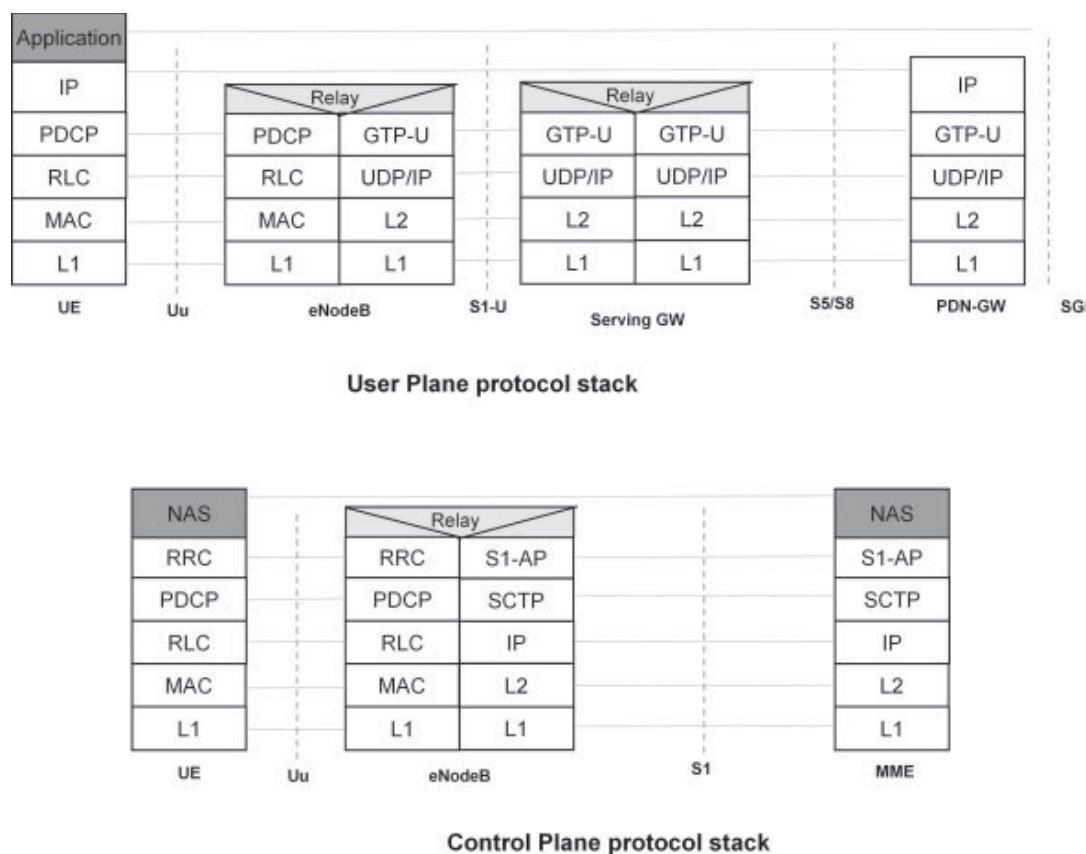 Application
IP IP
Relay Relay
PDCP PDCP GTP-U GTP-U GTP-U GTP-U
RLC RLC UDP/IP UDP/IP UDP/IP UDP/IP
MAC MAC L2 L2 L2 L2
L1 L1 L1 L1 L1 L1
UE Uu eNodeB S1-U Serving GW S5/S8 PDN-GW SG
User Plane protocol stack
NAS NAS
Relay
RRC RRC S1-AP S1-AP
PDCP PDCP SCTP SCTP
RLC RLC IP IP
MAC MAC L2 L2
L1 L1 L1 L1
UE Uu eNodeB S1 MME
Control Plane protocol stack